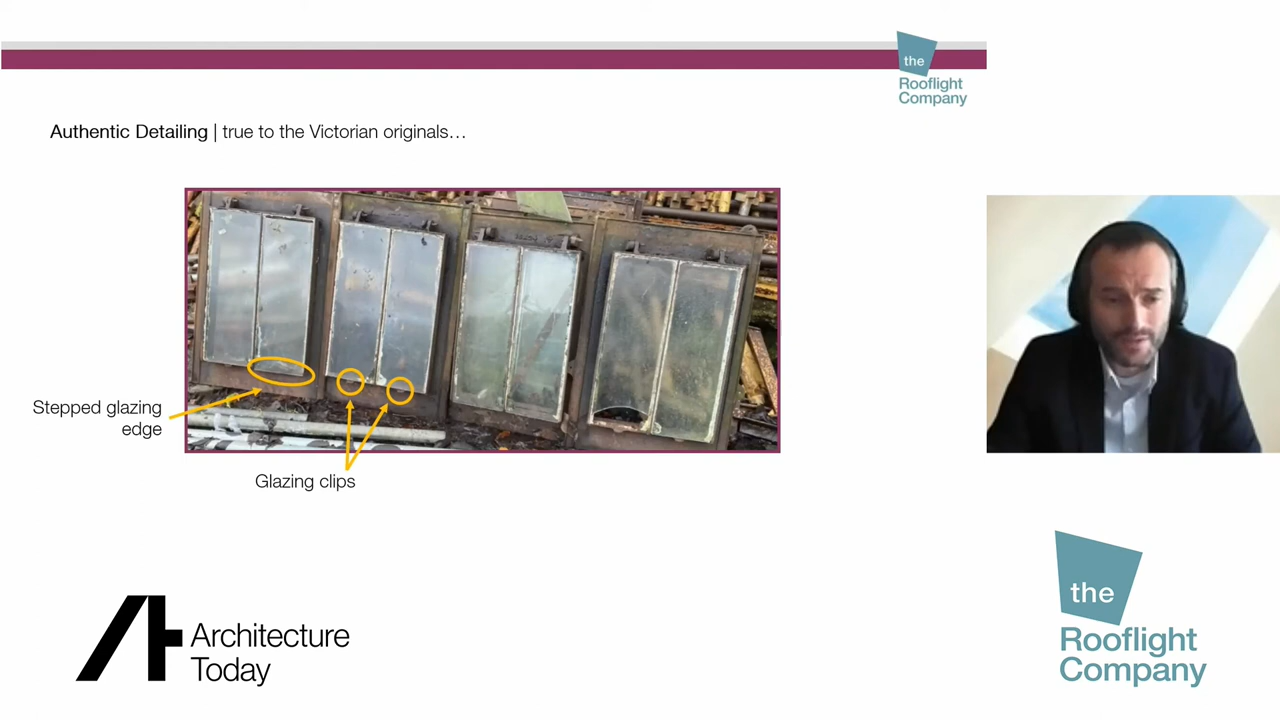 the
Rooflight
Company
Authentic Detailing | true to the Victorian originals…
Stepped glazing
edge
Glazing clips
Architecture
Today
the
Rooflight
Company